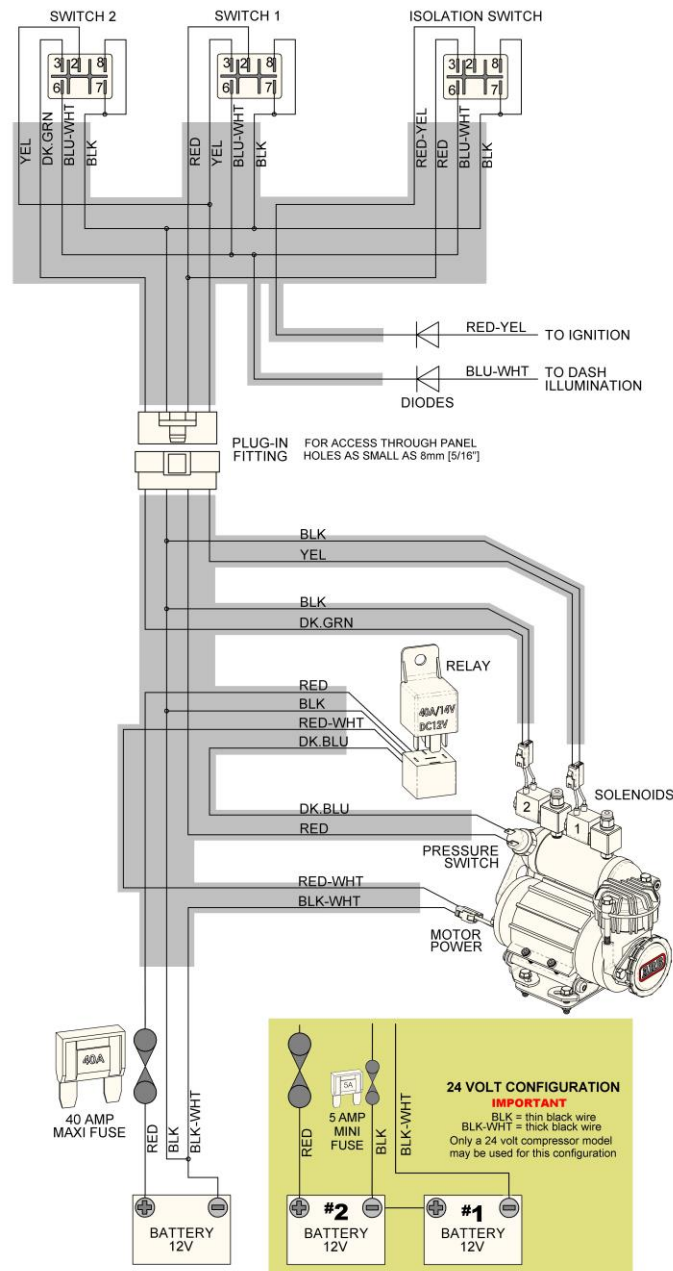 SWITCH 2
SWITCH 1
ISOLATION SWITCH
3 2 8
6 7
3 2 8
6 7
3 2 8
6 7
YEL
DK.GRN
BLU-WHT
BLK
RED
YEL
BLU-WHT
BLK
RED-YEL
RED
BLU-WHT
BLK
RED-YEL
TO IGNITION
BLU-WHT
TO DASH
ILLUMINATION
DIODES
PLUG-IN
FITTING
FOR ACCESS THROUGH PANEL
HOLES AS SMALL AS 8mm [5/16"]
BLK
YEL
BLK
DK.GRN
RED
BLK
RED-WHT
DK.BLU
RELAY
40A/14V
DC12V
SOLENOIDS
2
1
DK.BLU
RED
PRESSURE
SWITCH
RED-WHT
BLK-WHT
MOTOR
POWER
ARB
40A
40 AMP
MAXI FUSE
RED
BLK
BLK-WHT
+ −
BATTERY
12V
5A
5 AMP
MINI
FUSE
RED
BLK
BLK-WHT
24 VOLT CONFIGURATION
IMPORTANT
BLK = thin black wire
BLK-WHT = thick black wire
Only a 24 volt compressor model
may be used for this configuration
+ #2 −
BATTERY
12V
+ #1 −
BATTERY
12V